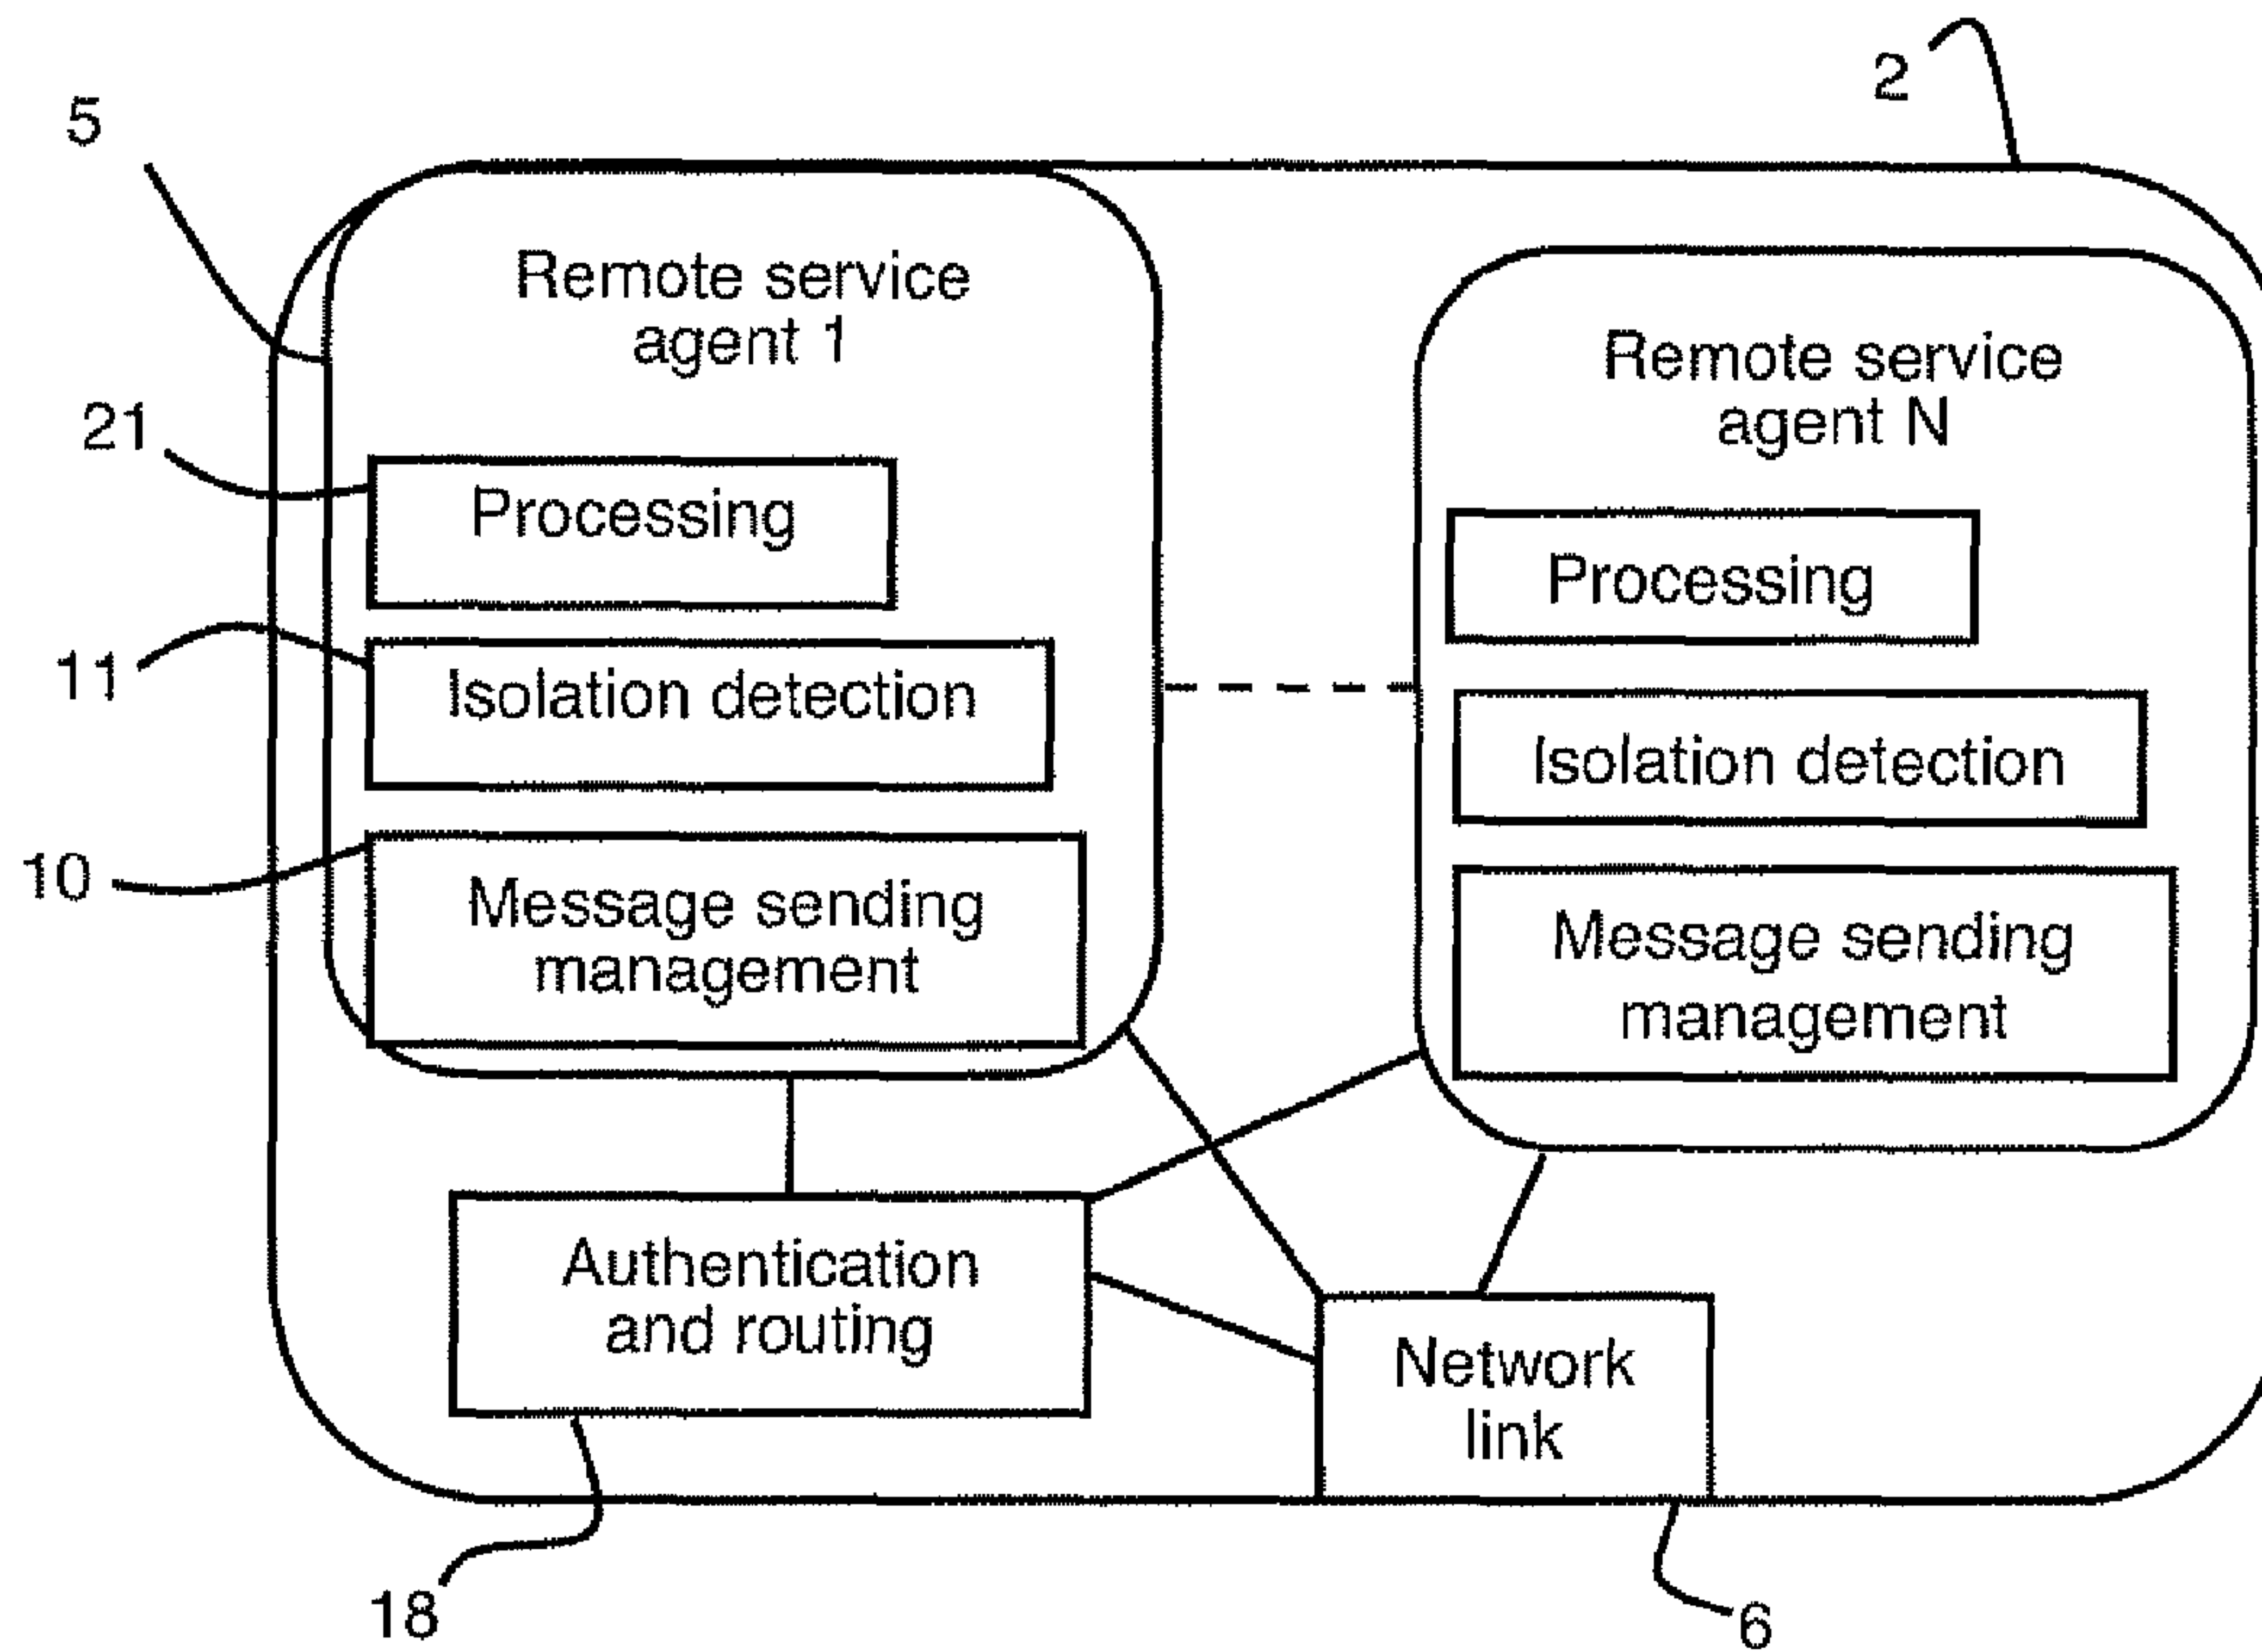 2
5
Remote service
agent 1
21
Processing
11
Isolation detection
10
Message sending
management
Remote service
agent N
Processing
Isolation detection
Message sending
management
Authentication
and routing
Network
link
18
6